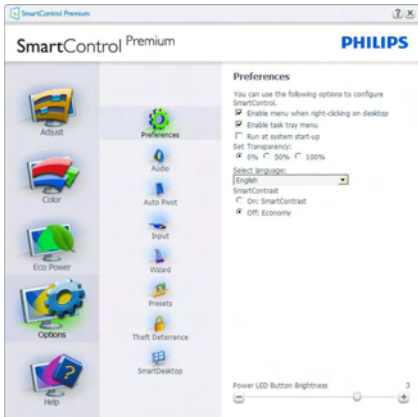 SmartControl Premium
? x
SmartControl Premium
PHILIPS
Adjust
Color
Eco Power
Options
Help
Preferences
Audio
Auto Pivot
Input
Wizard
Presets
Theft Deterrence
SmartDesktop
Preferences
You can use the following options to configure
SmartControl.
Enable menu when right-clicking on desktop
Enable task tray menu
Run at system start-up
Set Transparency:
0% 50% 100%
Select language:
English
SmartContrast
On: SmartContrast
Off: Economy
Power LED Button Brightness 3